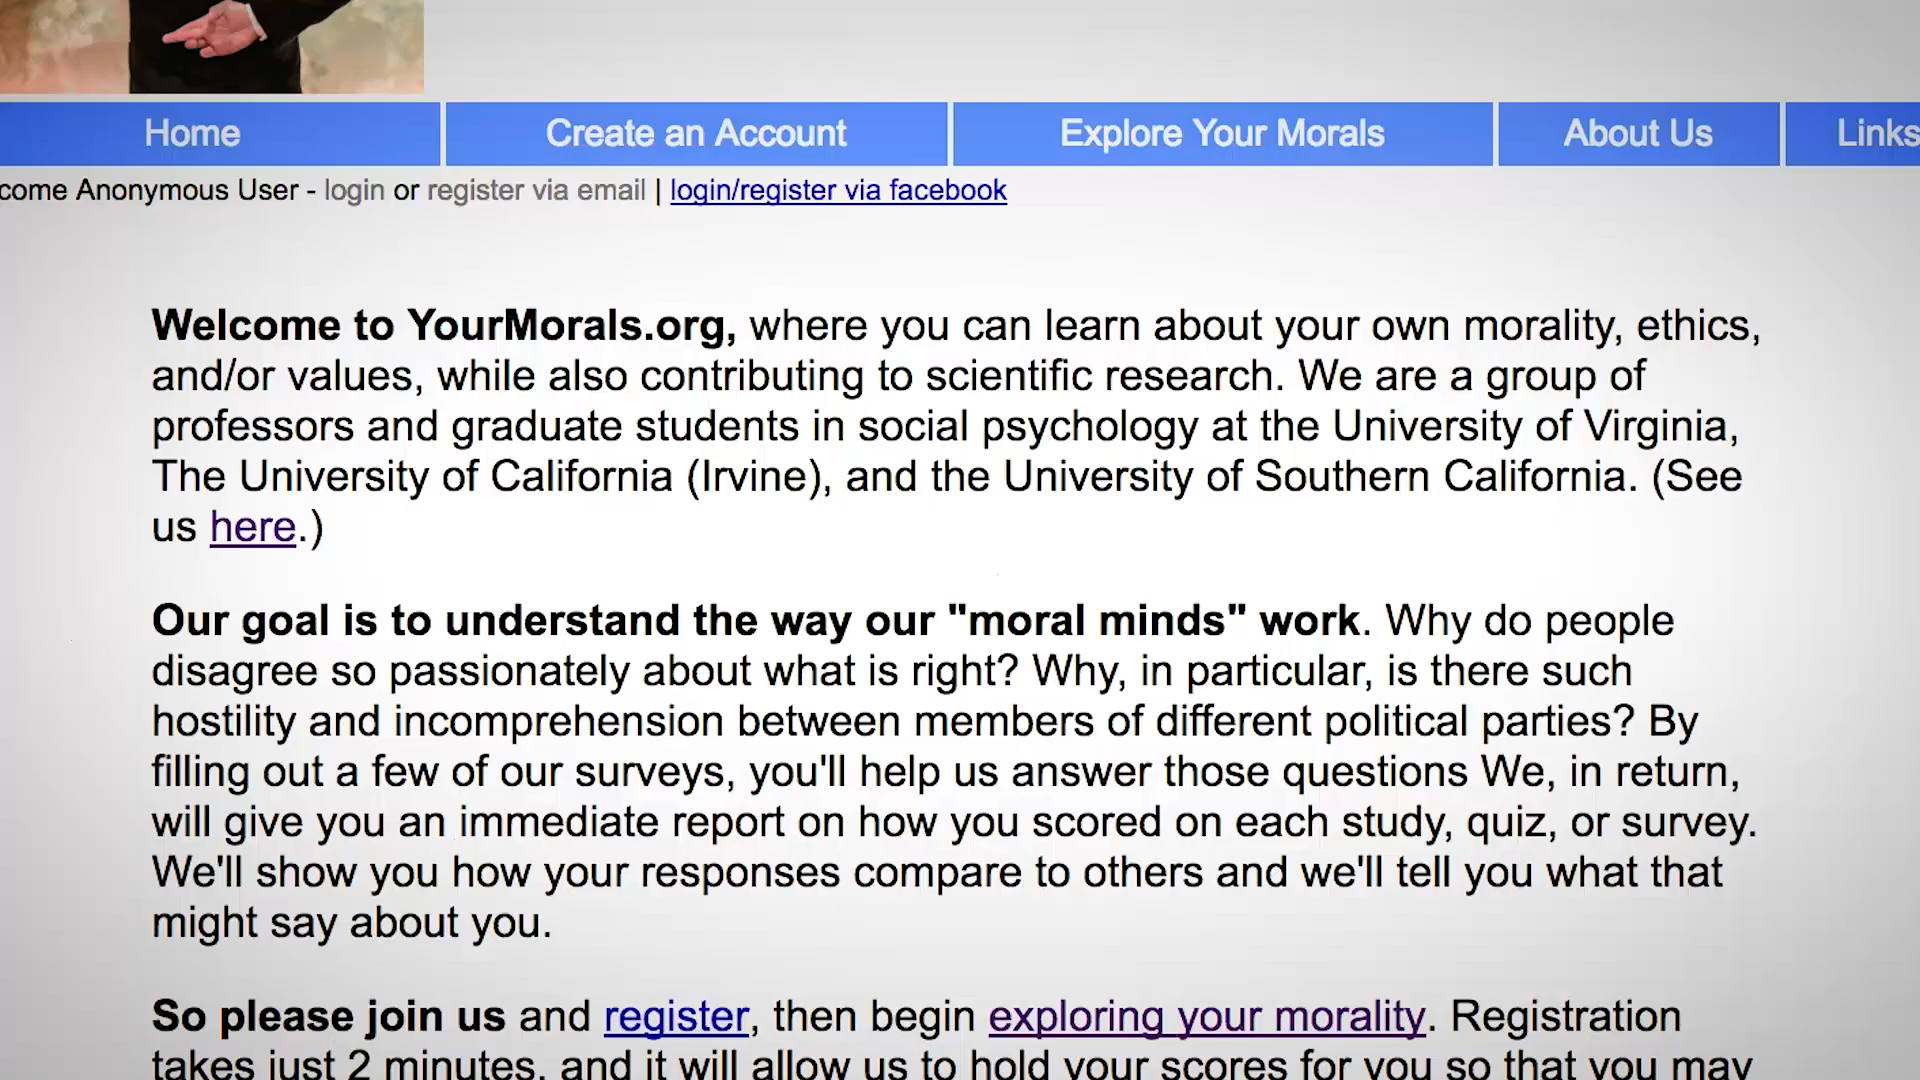 Home Create an Account Explore Your Morals About Us Links
come Anonymous User - login or register via email | login/register via facebook
Welcome to YourMorals.org, where you can learn about your own morality, ethics,
and/or values, while also contributing to scientific research. We are a group of
professors and graduate students in social psychology at the University of Virginia,
The University of California (Irvine), and the University of Southern California. (See
us here.)
Our goal is to understand the way our "moral minds" work. Why do people
disagree so passionately about what is right? Why, in particular, is there such
hostility and incomprehension between members of different political parties? By
filling out a few of our surveys, you'll help us answer those questions We, in return,
will give you an immediate report on how you scored on each study, quiz, or survey.
We'll show you how your responses compare to others and we'll tell you what that
might say about you.
So please join us and register, then begin exploring your morality. Registration
takes just 2 minutes, and it will allow us to hold your scores for you so that you may